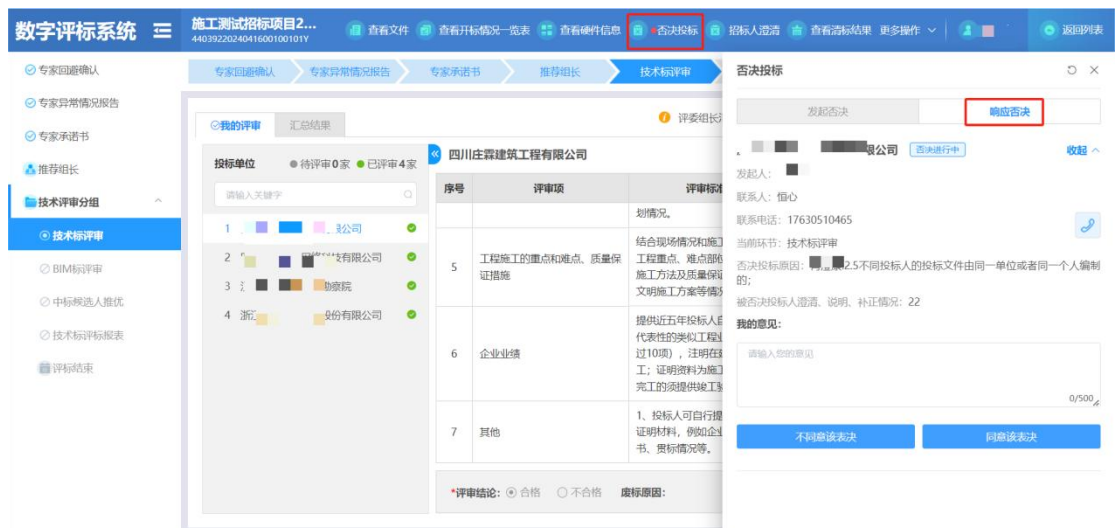 数字评标系统
施工测试招标项目2...
4403922024041600100101Y
查看文件
查看开标情况一览表
查看硬件信息
*否决投标
招标人澄清
查看清标结果
更多操作
返回列表
专家回避确认
专家异常情况报告
专家承诺书
推荐组长
技术评审分组
技术标评审
BIM标评审
中标候选人推优
技术标评标报表
评标结束
专家回避确认
专家异常情况报告
专家承诺书
推荐组长
技术标评审
我的评审
汇总结果
评委组长
投标单位
待评审0家
已评审4家
请输入关键字
1
公司
2
技有限公司
3
勘察院
4 浙
份有限公司
四川庄霖建筑工程有限公司
序号
评审项
评审标准
划情况。
5
工程施工的重点和难点、质量保
证措施
结合现场情况和施工
工程重点、难点部位
施工方法及质量保证
文明施工方案等情况
6
企业业绩
提供近五年投标人自
代表性的类似工程业
过10项），注明在建
工；证明资料为施工
完工的须提供竣工验
7
其他
1、投标人可自行提
证明材料，例如企业
书、贯标情况等。
*评审结论：
合格
不合格
废标原因：
否决投标
发起否决
响应否决
限公司
否决进行中
收起
发起人：
联系人：恒心
联系电话：17630510465
当前环节：技术标评审
否决投标原因：
2.5不同投标人的投标文件由同一单位或者同一个人编制
的；
被否决投标人澄清、说明、补正情况：22
我的意见：
请输入您的意见
0/500
不同意该表决
同意该表决